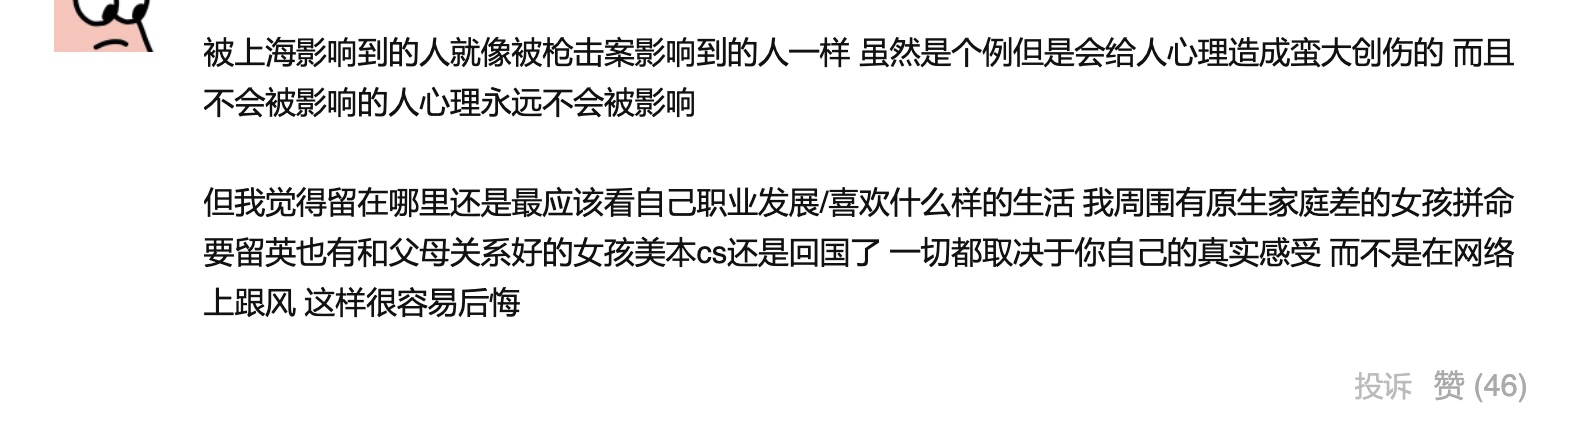 被上海影响到的人就像被枪击案影响到的人一样 虽然是个例但是会给人心理造成蛮大创伤的 而且
不会被影响的人心理永远不会被影响
但我觉得留在哪里还是最应该看自己职业发展/喜欢什么样的生活 我周围有原生家庭差的女孩拼命
要留英也有和父母关系好的女孩美本cs还是回国了 一切都取决于你自己的真实感受 而不是在网络
上跟风 这样很容易后悔
投诉 赞 (46)